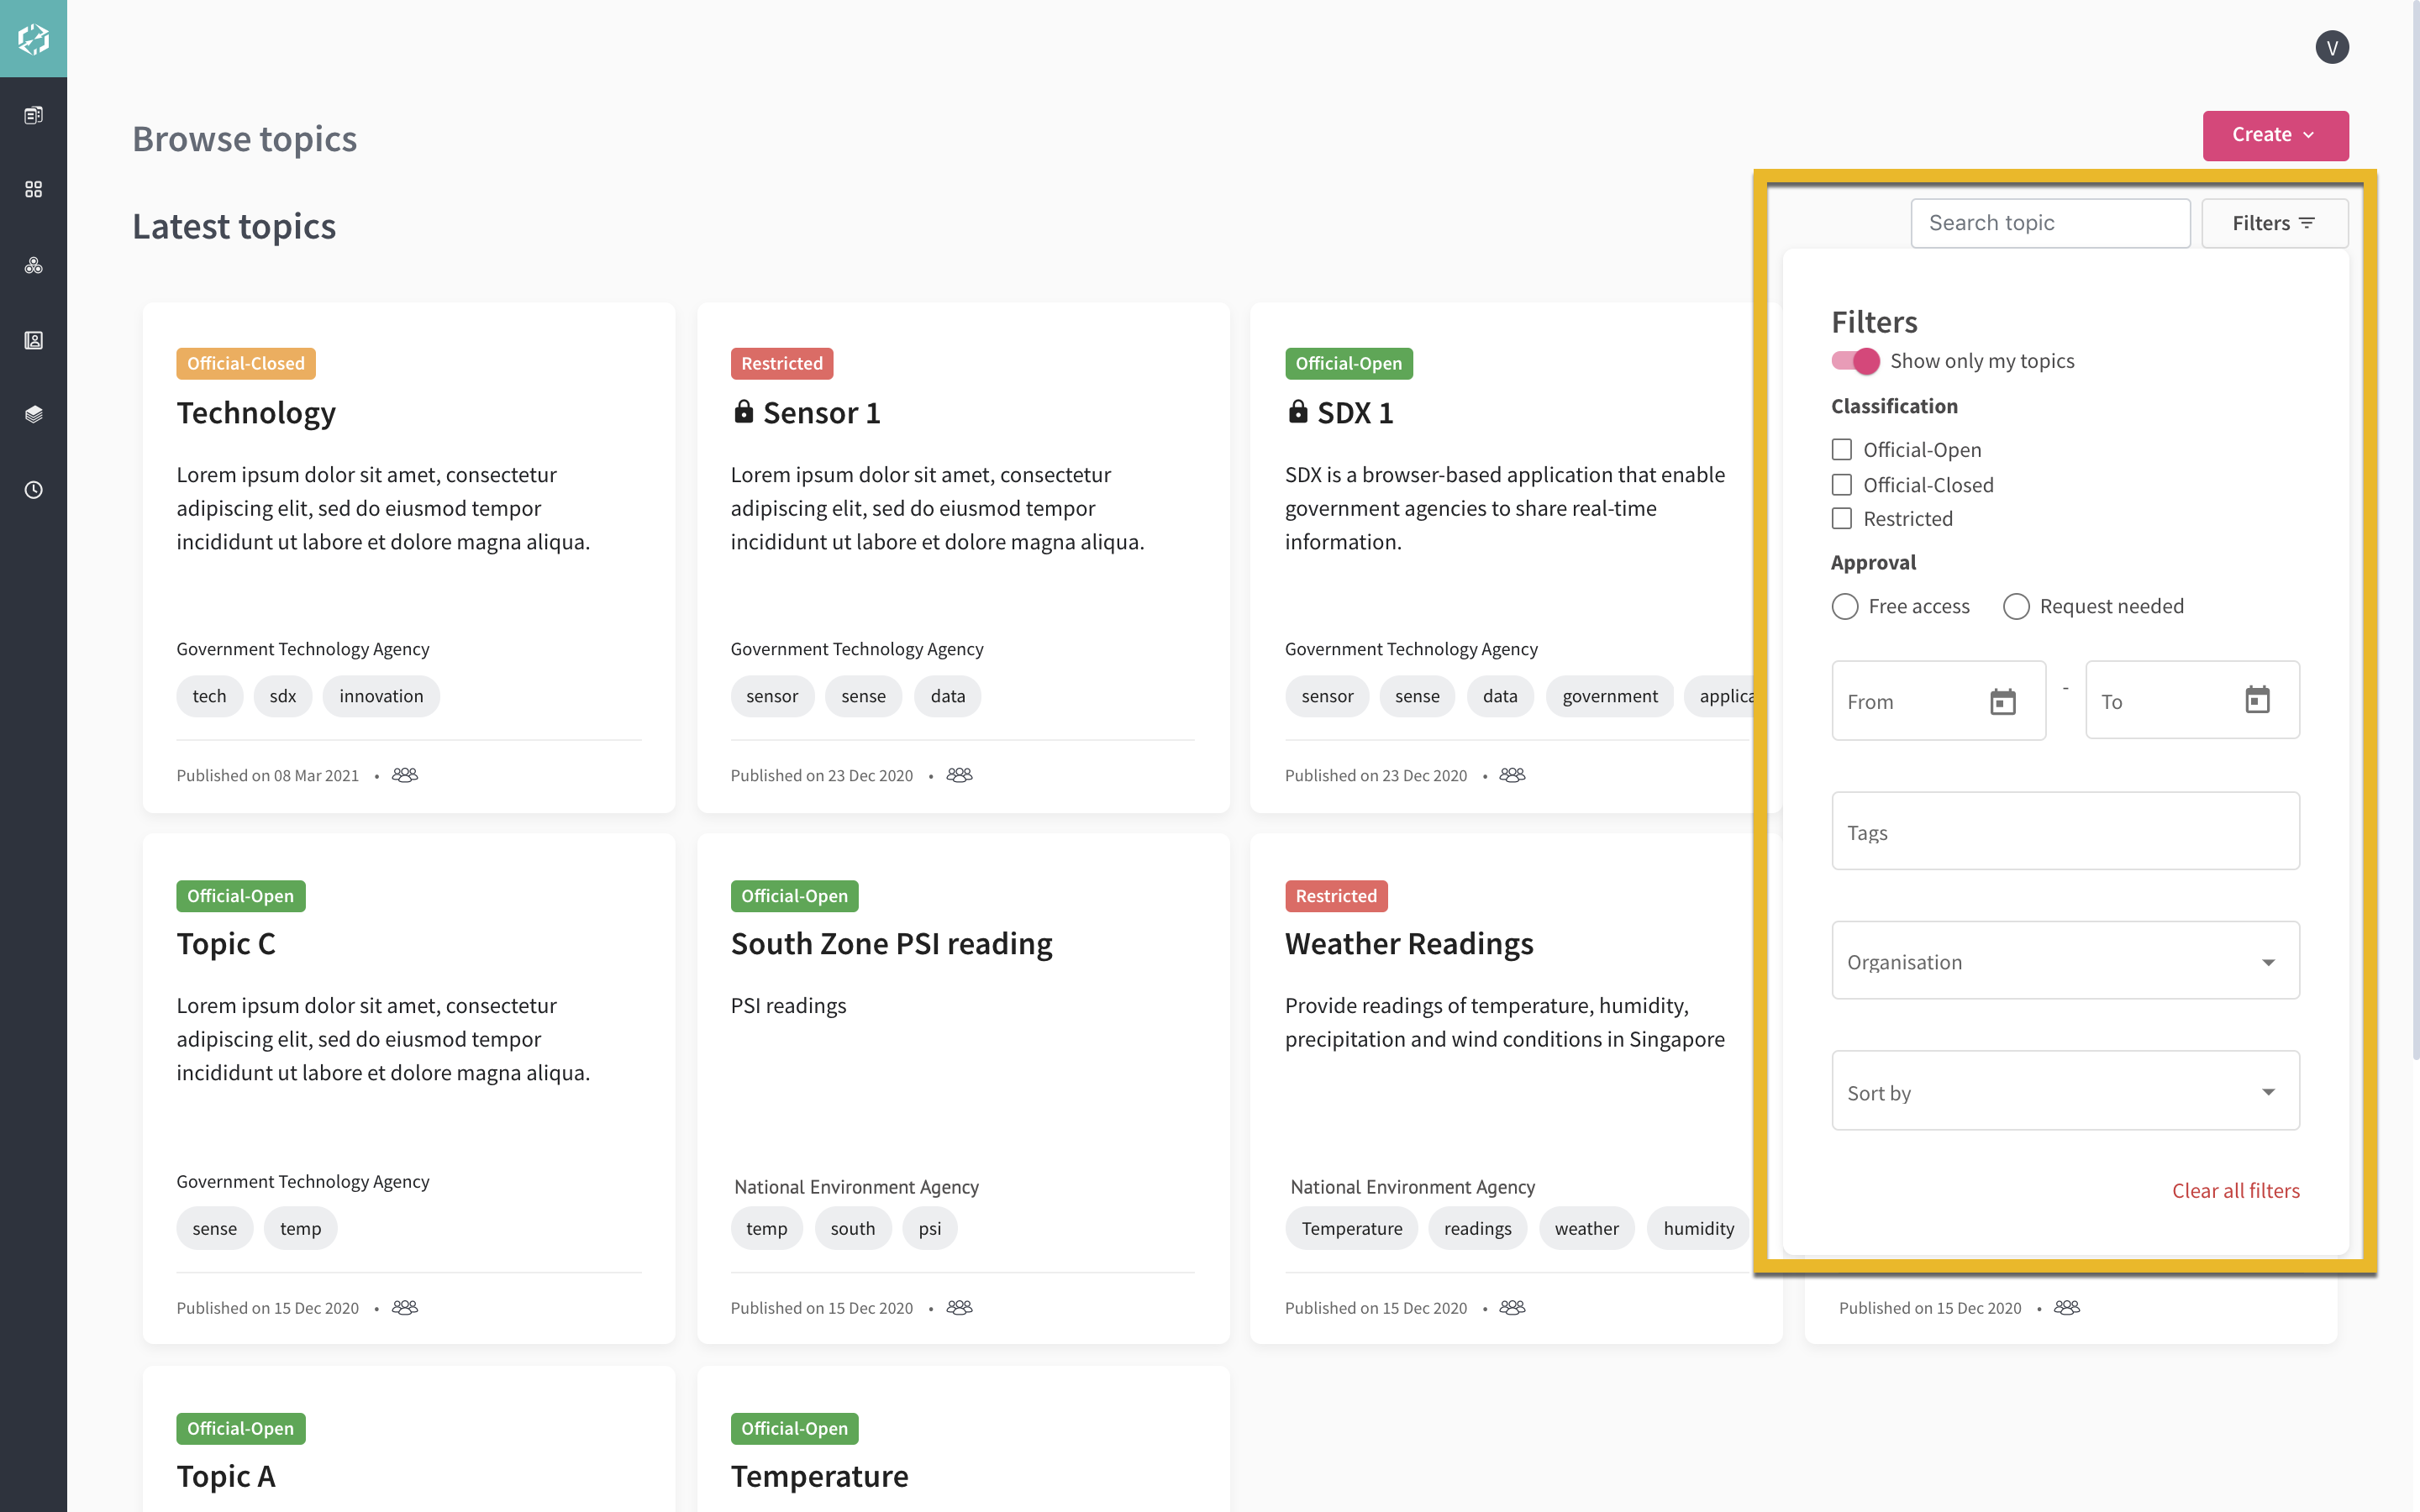 V
Browse topics
Create
Latest topics
Search topic
Filters
Official-Closed
Technology
Lorem ipsum dolor sit amet, consectetur
adipiscing elit, sed do eiusmod tempor
incididunt ut labore et dolore magna aliqua.
Government Technology Agency
tech sdx innovation
Published on 08 Mar 2021 •
Restricted
Sensor 1
Lorem ipsum dolor sit amet, consectetur
adipiscing elit, sed do eiusmod tempor
incididunt ut labore et dolore magna aliqua.
Government Technology Agency
sensor sense data
Published on 23 Dec 2020 •
Official-Open
SDX 1
SDX is a browser-based application that enable
government agencies to share real-time
information.
Government Technology Agency
sensor sense data government applica
Published on 23 Dec 2020 •
Filters
Show only my topics
Classification
Official-Open
Official-Closed
Restricted
Approval
Free access Request needed
From - To
Tags
Organisation
Sort by
Clear all filters
Official-Open
Topic C
Lorem ipsum dolor sit amet, consectetur
adipiscing elit, sed do eiusmod tempor
incididunt ut labore et dolore magna aliqua.
Government Technology Agency
sense temp
Published on 15 Dec 2020 •
Official-Open
South Zone PSI reading
PSI readings
National Environment Agency
temp south psi
Published on 15 Dec 2020 •
Restricted
Weather Readings
Provide readings of temperature, humidity,
precipitation and wind conditions in Singapore
National Environment Agency
Temperature readings weather humidity
Published on 15 Dec 2020 •
Published on 15 Dec 2020 •
Official-Open
Topic A
Official-Open
Temperature